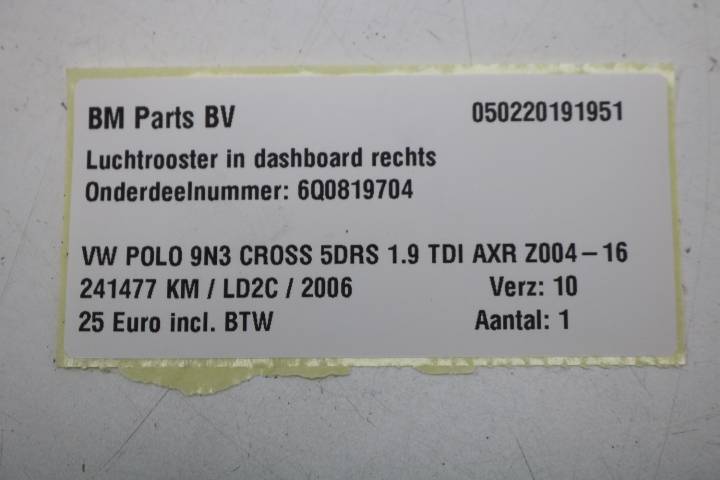 BM Parts BV 050220191951
Luchtrooster in dashboard rechts
Onderdeelnummer: 6Q0819704
VW POLO 9N3 CROSS 5DRS 1.9 TDI AXR Z004-16
241477 KM / LD2C / 2006 Verz: 10
25 Euro incl. BTW Aantal: 1